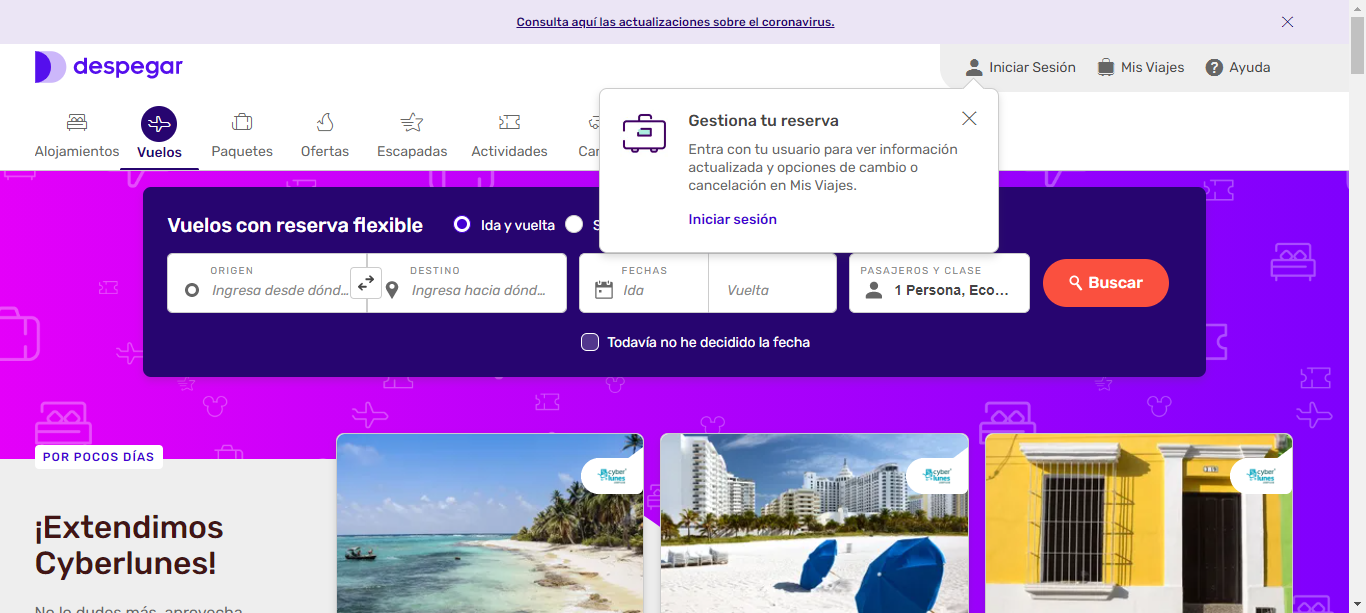 Consulta aquí las actualizaciones sobre el coronavirus.
despegar
Iniciar Sesión
Mis Viajes
Ayuda
Alojamientos
Vuelos
Paquetes
Ofertas
Escapadas
Actividades
Gestiona tu reserva
Entra con tu usuario para ver información
actualizada y opciones de cambio o
cancelación en Mis Viajes.
Iniciar sesión
Vuelos con reserva flexible
Ida y vuelta
ORIGEN
Ingresa desde dónd...
DESTINO
Ingresa hacia dónd...
FECHAS
Ida
Vuelta
PASAJEROS Y CLASE
1 Persona, Eco...
Buscar
Todavía no he decidido la fecha
POR POCOS DÍAS
¡Extendimos
Cyberlunes!
No lo dudes más, aprovecha
cyber
lunes
cyber
lunes
cyber
lunes